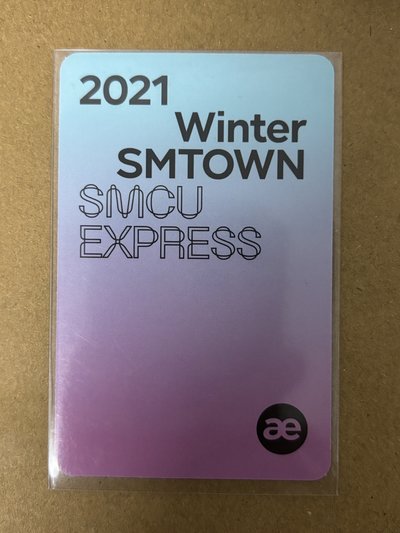 2021
Winter
SMTOWN
SMCU
EXPRESS
æ